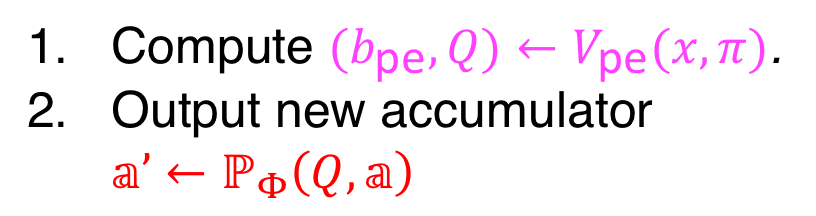 1. Compute (b_pe, Q) ← V_pe(x, π).
2. Output new accumulator
𝕒’ ← ℙ_Φ(Q, 𝕒)